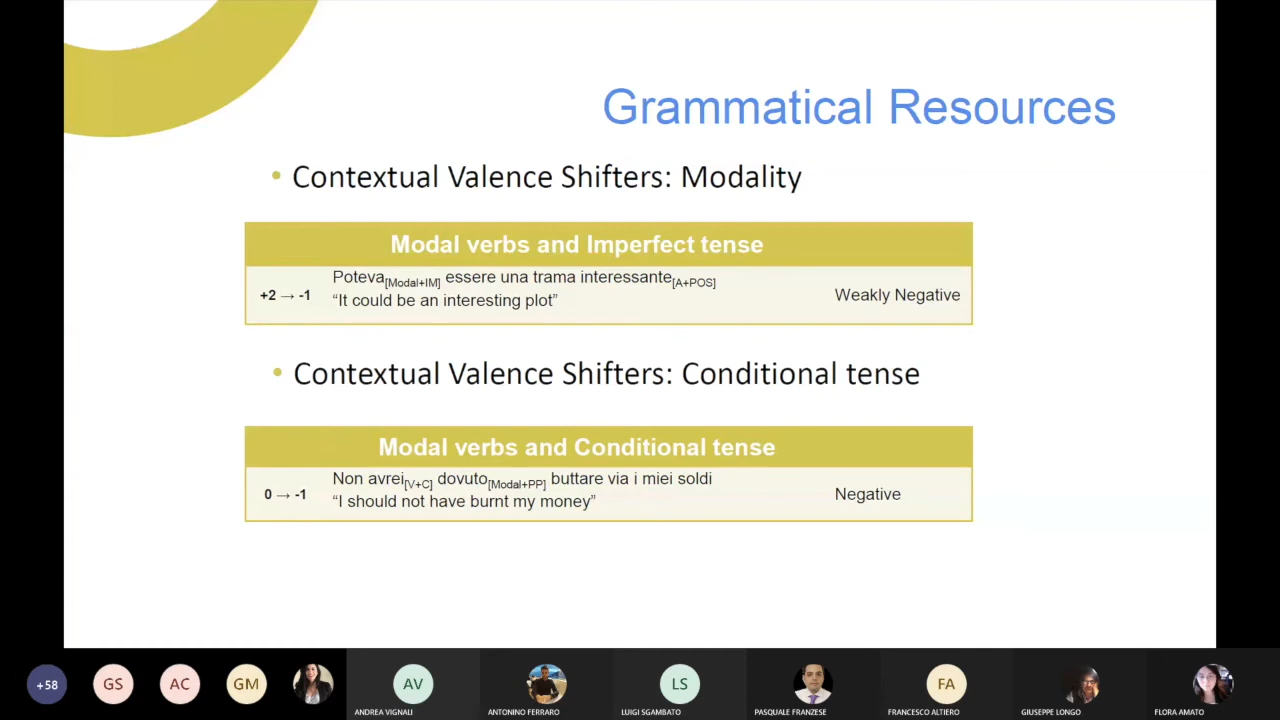 Grammatical Resources
• Contextual Valence Shifters: Modality
Modal verbs and Imperfect tense
+2 → -1
Poteva[Modal+IM] essere una trama interessante[A+POS]
“It could be an interesting plot”
Weakly Negative
• Contextual Valence Shifters: Conditional tense
Modal verbs and Conditional tense
0 → -1
Non avrei[V+C] dovuto[Modal+PP] buttare via i miei soldi
“I should not have burnt my money”
Negative
+58
GS
AC
GM
AV
ANDREA VIGNALI
ANTONINO FERRARO
LS
LUIGI SGAMBATO
PASQUALE FRANZESE
FA
FRANCESCO ALTIERO
GIUSEPPE LONGO
FLORA AMATO